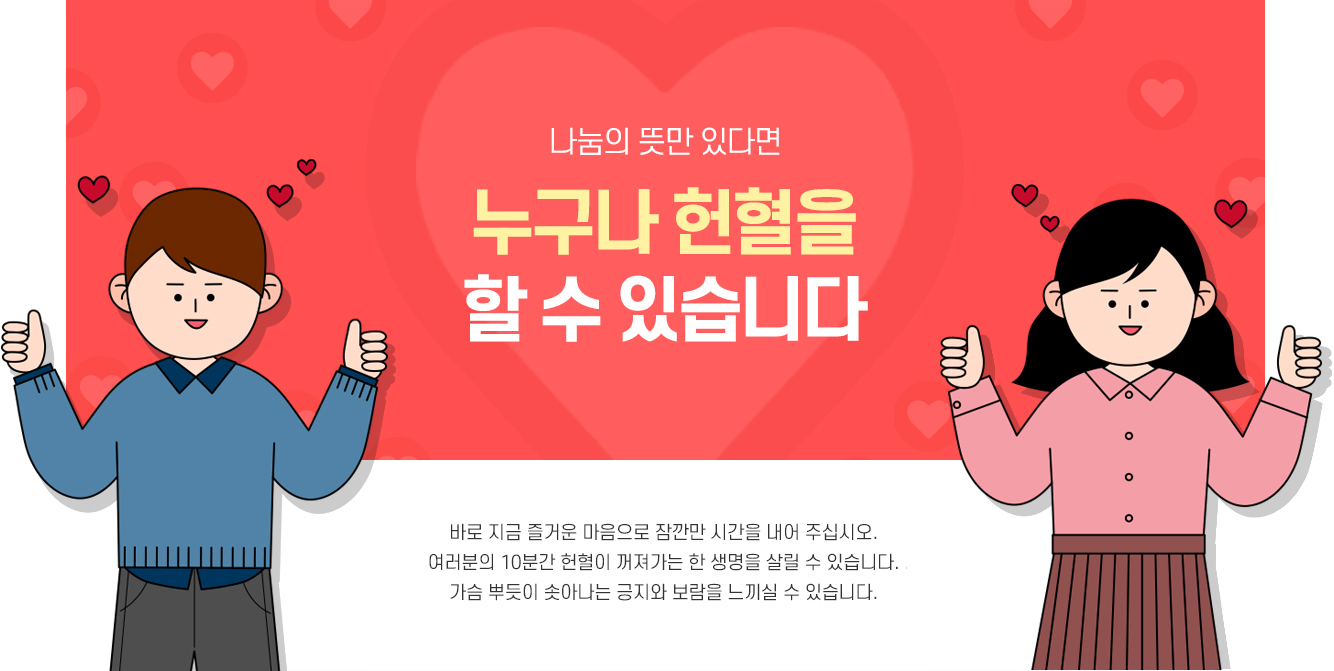 나눔의 뜻만 있다면
누구나 헌혈을
할 수 있습니다
바로 지금 즐거운 마음으로 잠깐만 시간을 내어 주십시오.
여러분의 10분간 헌혈이 꺼져가는 한 생명을 살릴 수 있습니다.
가슴 뿌듯이 솟아나는 긍지와 보람을 느끼실 수 있습니다.